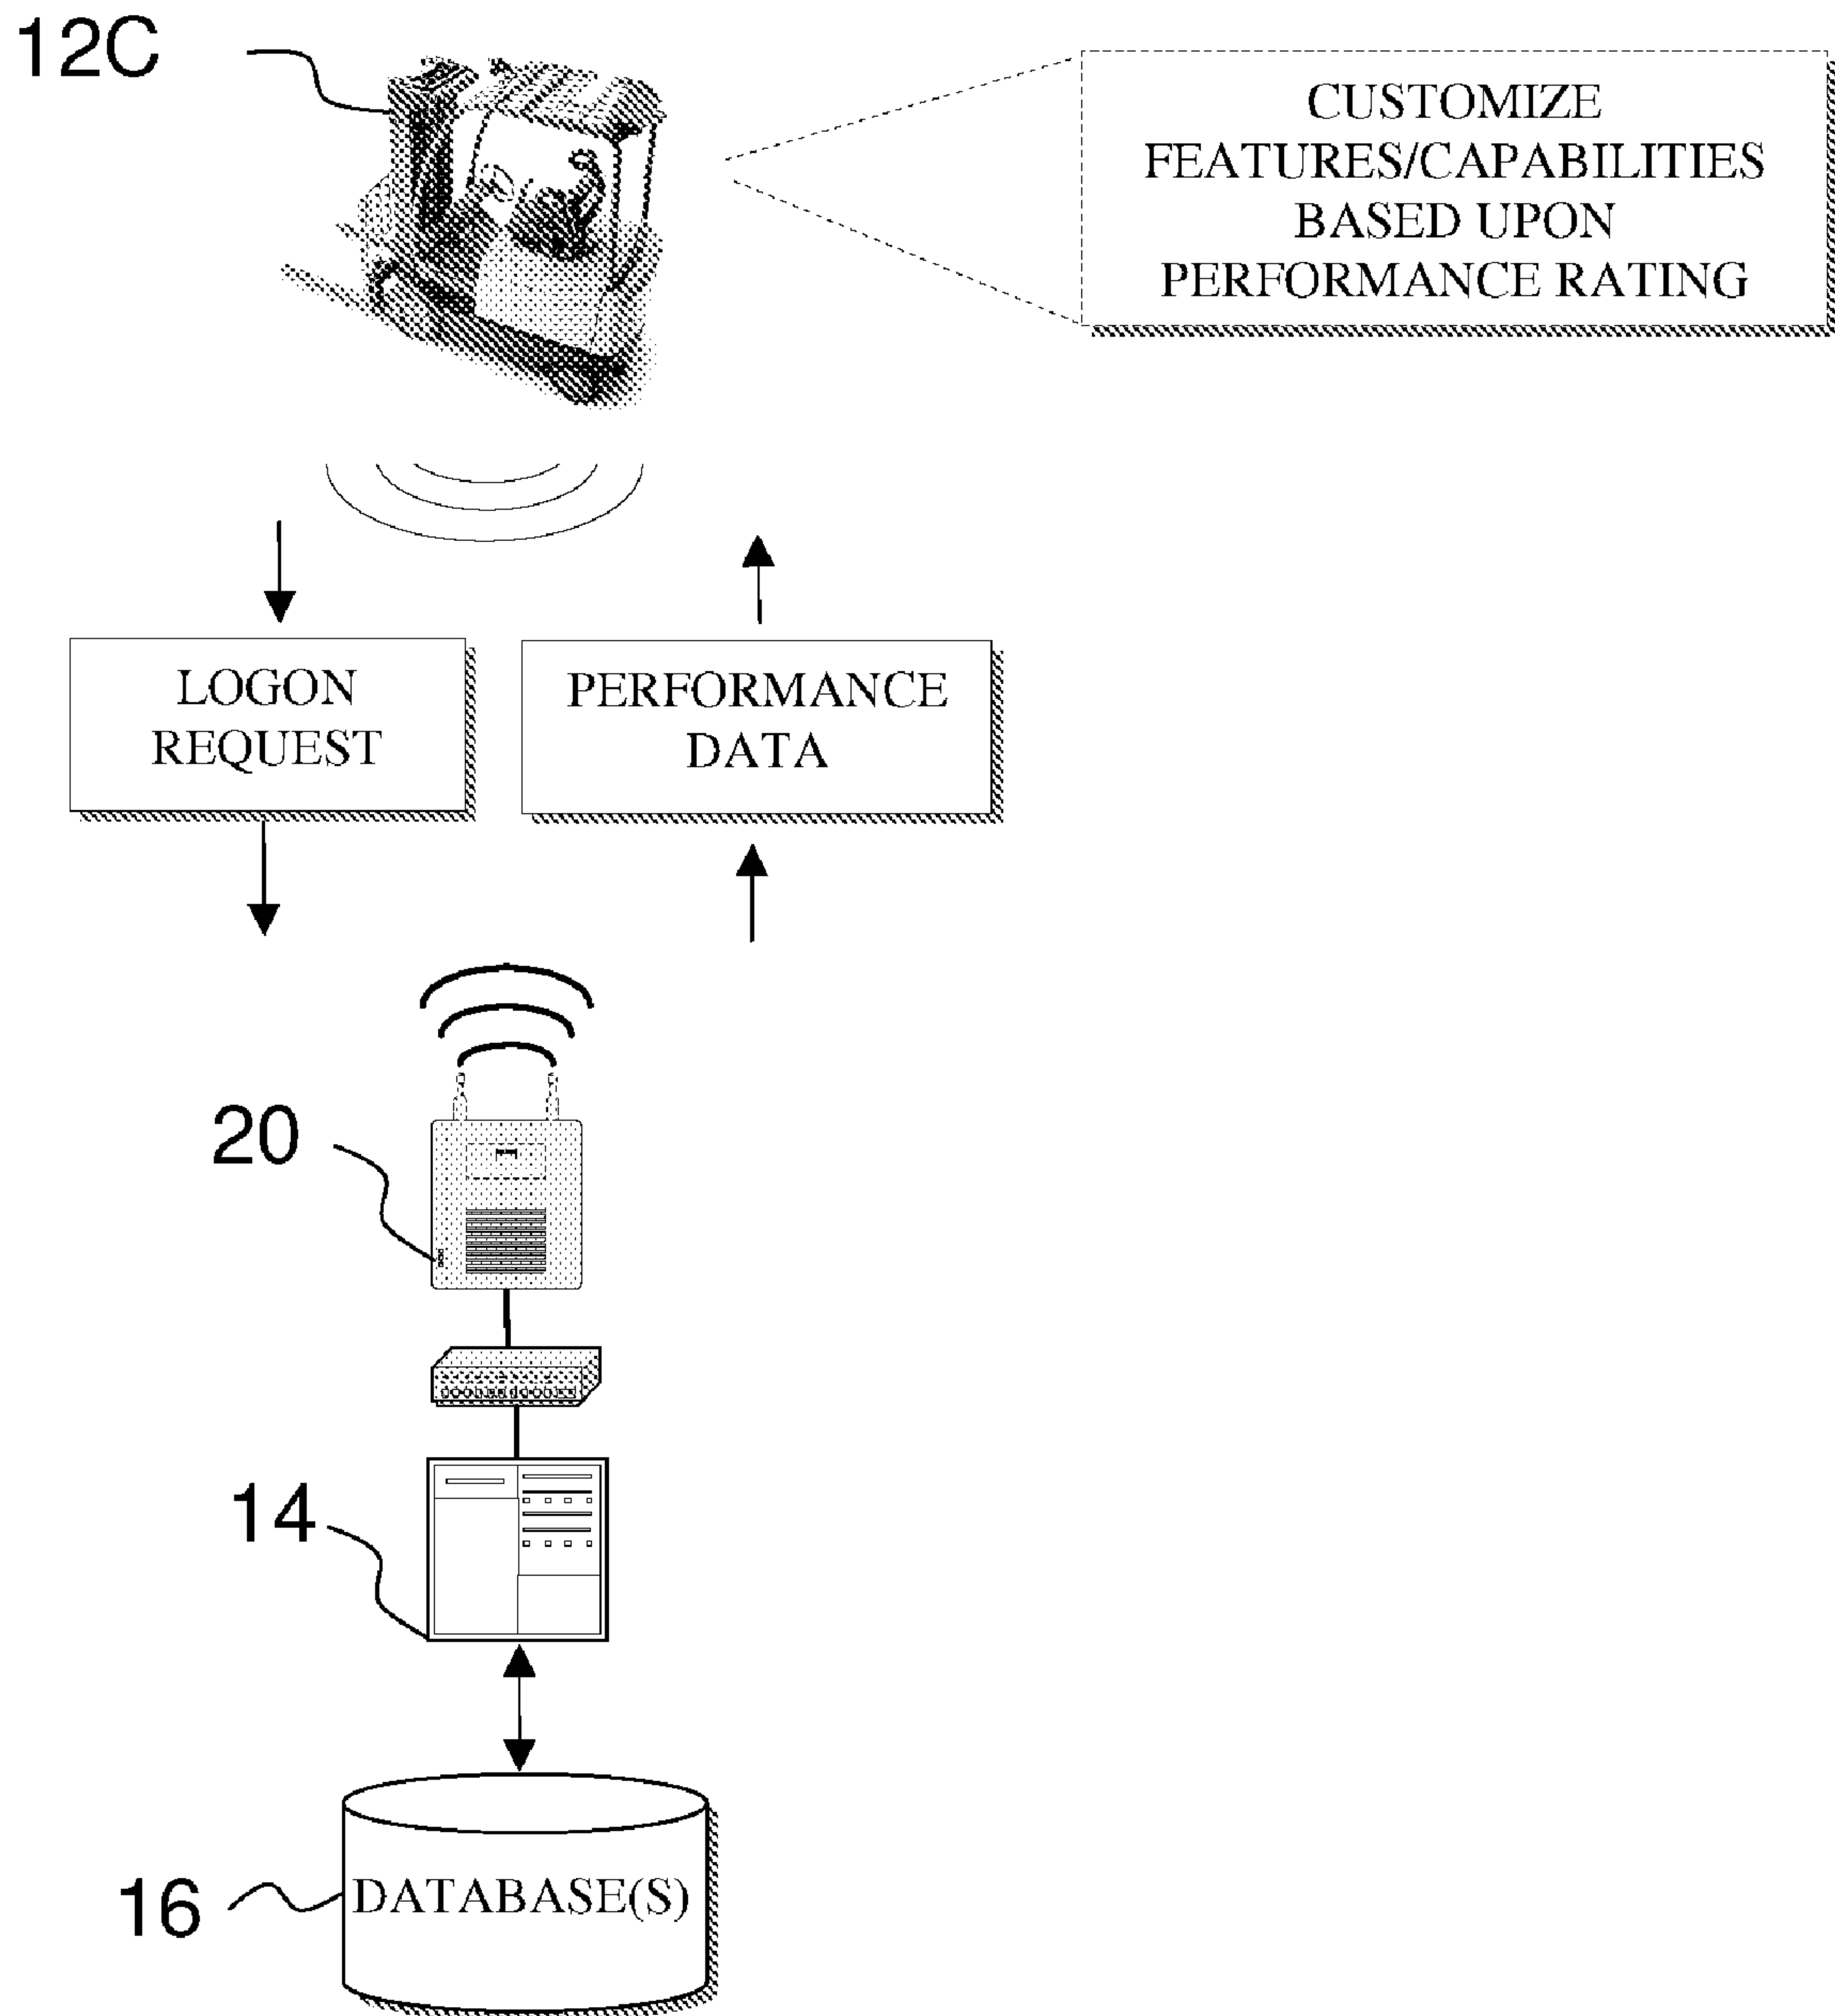 12C
CUSTOMIZE
FEATURES/CAPABILITIES
BASED UPON
PERFORMANCE RATING
LOGON
REQUEST
PERFORMANCE
DATA
20
14
16
DATABASE(S)